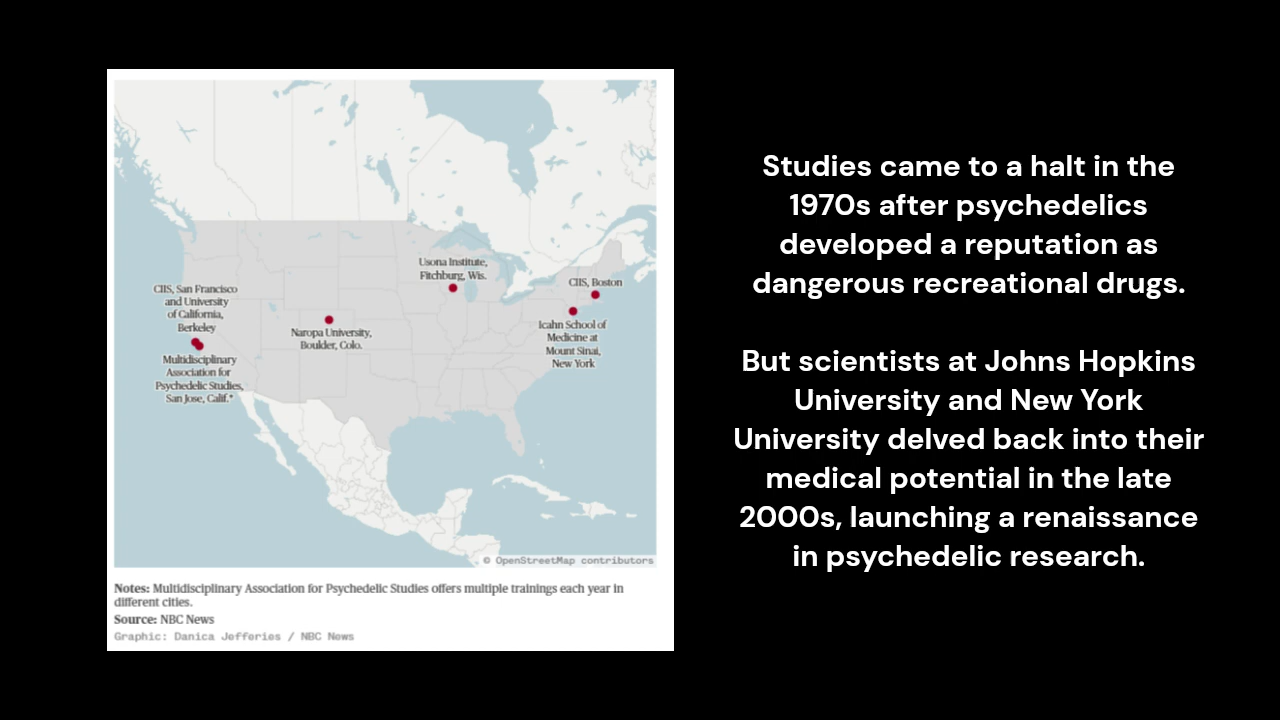 Usona Institute,
Fitchburg, Wis.
CIIS, Boston
CIIS, San Francisco
and University
of California,
Berkeley
Naropa University,
Boulder, Colo.
Icahn School of
Medicine at
Mount Sinai,
New York
Multidisciplinary
Association for
Psychedelic Studies,
San Jose, Calif.*
© OpenStreetMap contributors
Notes: Multidisciplinary Association for Psychedelic Studies offers multiple trainings each year in
different cities.
Source: NBC News
Graphic: Danica Jefferies / NBC News
Studies came to a halt in the
1970s after psychedelics
developed a reputation as
dangerous recreational drugs.
But scientists at Johns Hopkins
University and New York
University delved back into their
medical potential in the late
2000s, launching a renaissance
in psychedelic research.